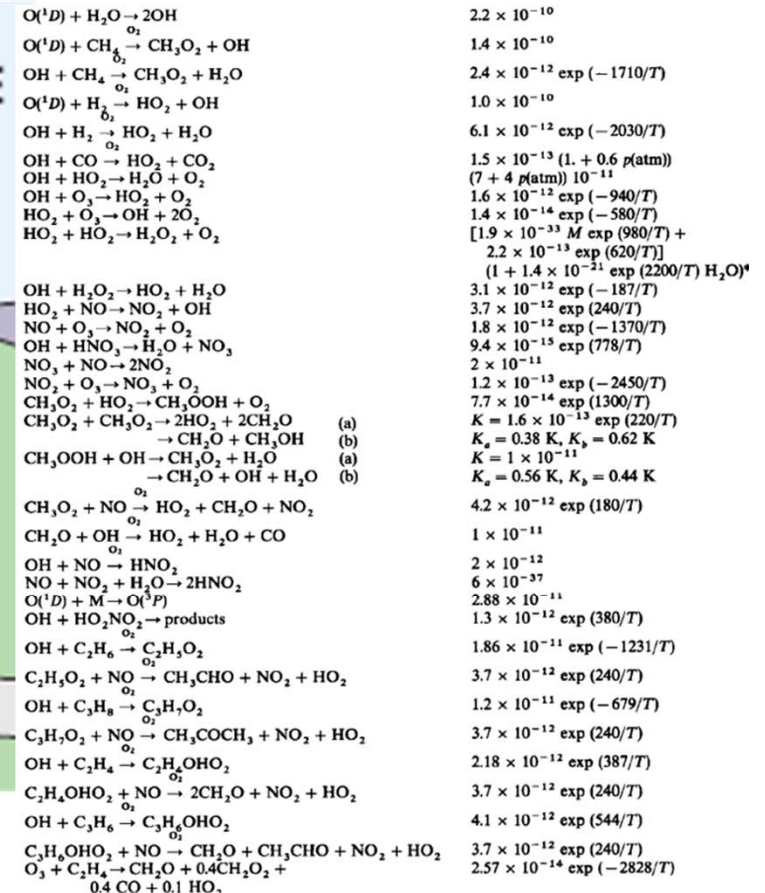 O(¹D) + H₂O → 2OH 2.2 × 10⁻¹⁰
O₂
O(¹D) + CH₄ → CH₃O₂ + OH 1.4 × 10⁻¹⁰
O₂
OH + CH₄ → CH₃O₂ + H₂O 2.4 × 10⁻¹² exp (−1710/T)
O₂
O(¹D) + H₂ → HO₂ + OH 1.0 × 10⁻¹⁰
O₂
OH + H₂ → HO₂ + H₂O 6.1 × 10⁻¹² exp (−2030/T)
O₂
OH + CO → HO₂ + CO₂ 1.5 × 10⁻¹³ (1. + 0.6 p(atm))
OH + HO₂ → H₂O + O₂ (7 + 4 p(atm)) 10⁻¹¹
OH + O₃ → HO₂ + O₂ 1.6 × 10⁻¹² exp (−940/T)
HO₂ + O₃ → OH + 2O₂ 1.4 × 10⁻¹⁴ exp (−580/T)
HO₂ + HO₂ → H₂O₂ + O₂ [1.9 × 10⁻³³ M exp (980/T) +
2.2 × 10⁻¹³ exp (620/T)]
(1 + 1.4 × 10⁻²¹ exp (2200/T) H₂O)*
OH + H₂O₂ → HO₂ + H₂O 3.1 × 10⁻¹² exp (−187/T)
HO₂ + NO → NO₂ + OH 3.7 × 10⁻¹² exp (240/T)
NO + O₃ → NO₂ + O₂ 1.8 × 10⁻¹² exp (−1370/T)
OH + HNO₃ → H₂O + NO₃ 9.4 × 10⁻¹⁵ exp (778/T)
NO₃ + NO → 2NO₂ 2 × 10⁻¹¹
NO₂ + O₃ → NO₃ + O₂ 1.2 × 10⁻¹³ exp (−2450/T)
CH₃O₂ + HO₂ → CH₃OOH + O₂ 7.7 × 10⁻¹⁴ exp (1300/T)
CH₃O₂ + CH₃O₂ → 2HO₂ + 2CH₂O (a) K = 1.6 × 10⁻¹³ exp (220/T)
→ CH₂O + CH₃OH (b) Kₐ = 0.38 K, K_b = 0.62 K
CH₃OOH + OH → CH₃O₂ + H₂O (a) K = 1 × 10⁻¹¹
→ CH₂O + OH + H₂O (b) Kₐ = 0.56 K, K_b = 0.44 K
O₂
CH₃O₂ + NO → HO₂ + CH₂O + NO₂ 4.2 × 10⁻¹² exp (180/T)
O₂
CH₂O + OH → HO₂ + H₂O + CO 1 × 10⁻¹¹
O₂
OH + NO → HNO₂ 2 × 10⁻¹²
NO + NO₂ + H₂O → 2HNO₂ 6 × 10⁻³⁷
O(¹D) + M → O(³P) 2.88 × 10⁻¹¹
OH + HO₂NO₂ → products 1.3 × 10⁻¹² exp (380/T)
O₂
OH + C₂H₆ → C₂H₅O₂ 1.86 × 10⁻¹¹ exp (−1231/T)
O₂
C₂H₅O₂ + NO → CH₃CHO + NO₂ + HO₂ 3.7 × 10⁻¹² exp (240/T)
O₂
OH + C₃H₈ → C₃H₇O₂ 1.2 × 10⁻¹¹ exp (−679/T)
O₂
C₃H₇O₂ + NO → CH₃COCH₃ + NO₂ + HO₂ 3.7 × 10⁻¹² exp (240/T)
O₂
OH + C₂H₄ → C₂H₄OHO₂ 2.18 × 10⁻¹² exp (387/T)
O₂
C₂H₄OHO₂ + NO → 2CH₂O + NO₂ + HO₂ 3.7 × 10⁻¹² exp (240/T)
O₂
OH + C₃H₆ → C₃H₆OHO₂ 4.1 × 10⁻¹² exp (544/T)
O₂
C₃H₆OHO₂ + NO → CH₂O + CH₃CHO + NO₂ + HO₂ 3.7 × 10⁻¹² exp (240/T)
O₃ + C₂H₄ → CH₂O + 0.4CH₂O₂ + 2.57 × 10⁻¹⁴ exp (−2828/T)
0.4 CO + 0.1 HO₂